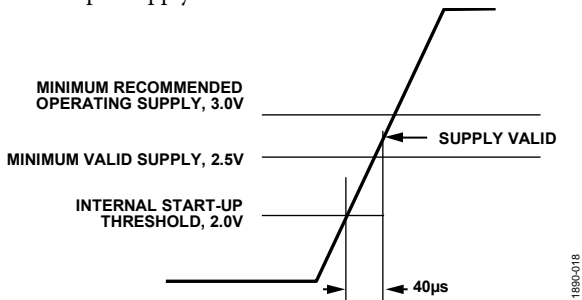 MINIMUM RECOMMENDED
OPERATING SUPPLY, 3.0V
SUPPLY VALID
MINIMUM VALID SUPPLY, 2.5V
INTERNAL START-UP
THRESHOLD, 2.0V
40µs
1890-018